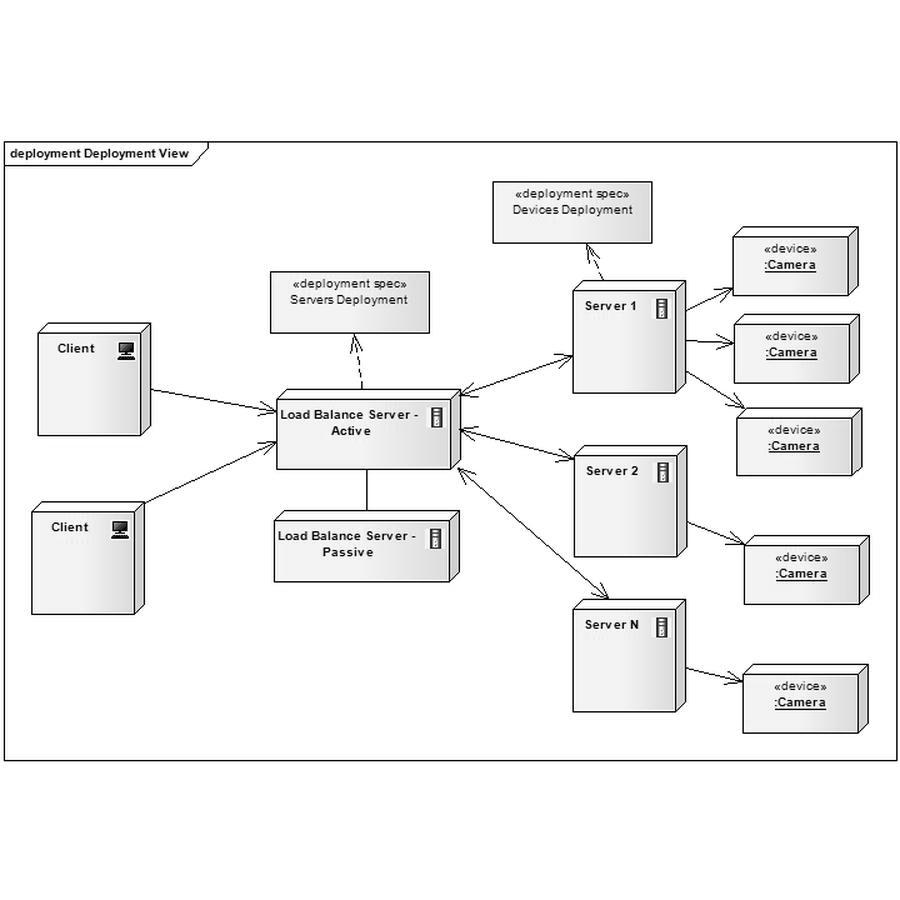 deployment Deployment View
«deployment spec»
Devices Deployment
«device»
:Camera
«deployment spec»
Servers Deployment
Server 1
Client
«device»
:Camera
Load Balance Server -
Active
«device»
:Camera
Server 2
Client
Load Balance Server -
Passive
«device»
:Camera
Server N
«device»
:Camera